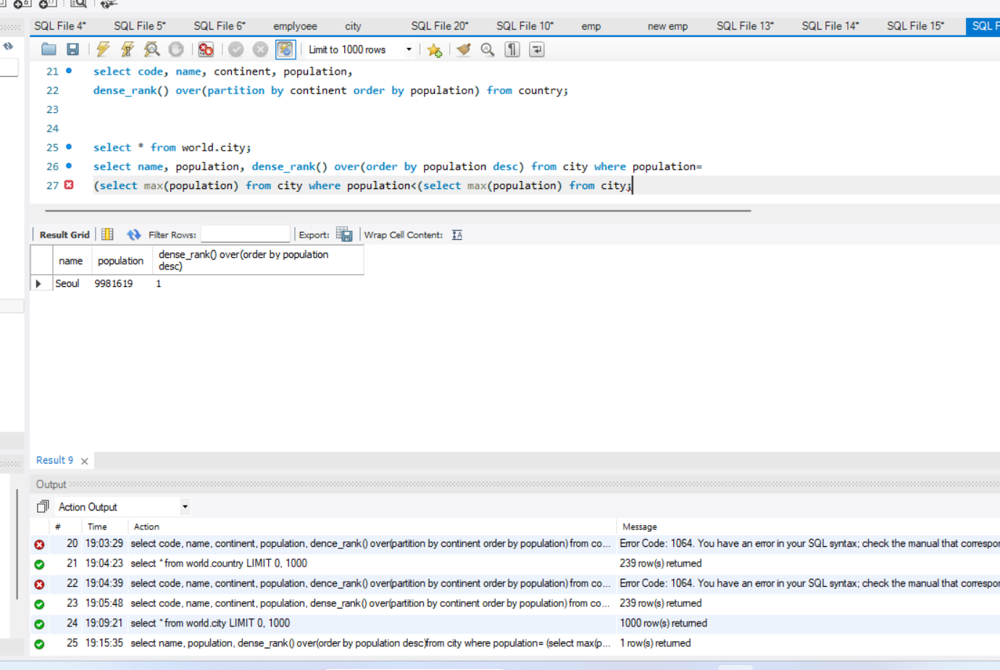 SQL File 4* SQL File 5* SQL File 6* emplyoee city SQL File 20* SQL File 10* emp new emp SQL File 13* SQL File 14* SQL File 15* SQL F
Limit to 1000 rows
21 select code, name, continent, population,
22 dense_rank() over(partition by continent order by population) from country;
23
24
25 select * from world.city;
26 select name, population, dense_rank() over(order by population desc) from city where population=
27 (select max(population) from city where population<(select max(population) from city;
Result Grid Filter Rows: Export: Wrap Cell Content:
name population dense_rank() over(order by population
desc)
Seoul 9981619 1
Result 9
Output
Action Output
# Time Action Message
20 19:03:29 select code, name, continent, population, dence_rank() over(partition by continent order by population) from co... Error Code: 1064. You have an error in your SQL syntax; check the manual that correspor
21 19:04:23 select * from world.country LIMIT 0, 1000 239 row(s) returned
22 19:04:39 select code, name, continent, population, dence_rank() over(partition by continent order by population) from co... Error Code: 1064. You have an error in your SQL syntax; check the manual that correspor
23 19:05:48 select code, name, continent, population, dense_rank() over(partition by continent order by population) from co... 239 row(s) returned
24 19:09:21 select * from world.city LIMIT 0, 1000 1000 row(s) returned
25 19:15:35 select name, population, dense_rank() over(order by population desc)from city where population= (select max(p... 1 row(s) returned